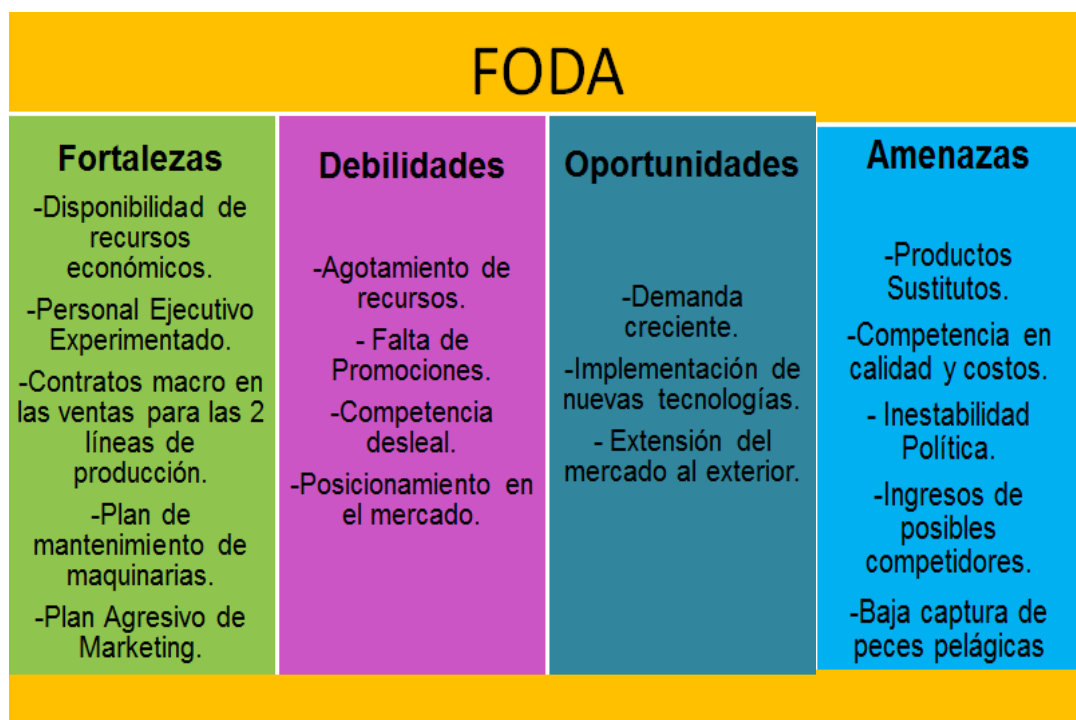 FODA
Fortalezas
-Disponibilidad de
recursos
económicos.
-Personal Ejecutivo
Experimentado.
-Contratos macro en
las ventas para las 2
líneas de
producción.
-Plan de
mantenimiento de
maquinarias.
-Plan Agresivo de
Marketing.
Debilidades
-Agotamiento de
recursos.
- Falta de
Promociones.
-Competencia
desleal.
-Posicionamiento en
el mercado.
Oportunidades
-Demanda
creciente.
-Implementación de
nuevas tecnologías.
- Extensión del
mercado al exterior.
Amenazas
-Productos
Sustitutos.
-Competencia en
calidad y costos.
- Inestabilidad
Política.
-Ingresos de
posibles
competidores.
-Baja captura de
peces pelágicas